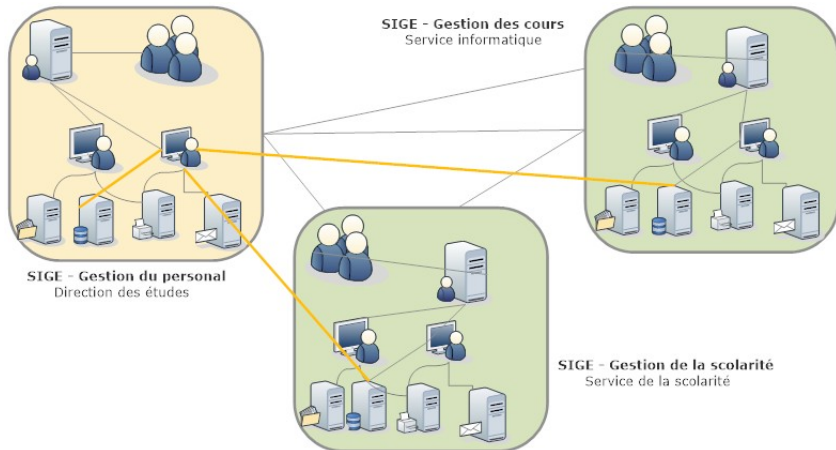 SIGE - Gestion des cours
Service informatique
SIGE - Gestion du personal
Direction des études
SIGE - Gestion de la scolarité
Service de la scolarité